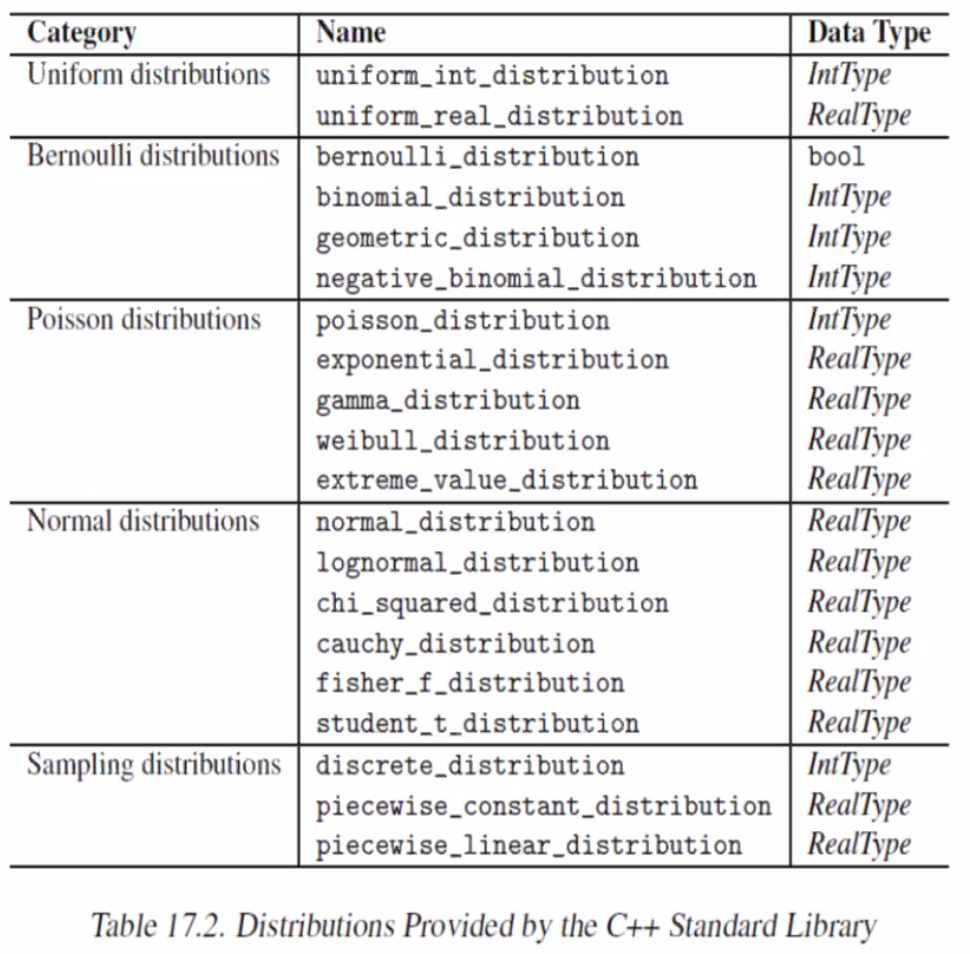 Category Name Data Type
Uniform distributions uniform_int_distribution IntType
uniform_real_distribution RealType
Bernoulli distributions bernoulli_distribution bool
binomial_distribution IntType
geometric_distribution IntType
negative_binomial_distribution IntType
Poisson distributions poisson_distribution IntType
exponential_distribution RealType
gamma_distribution RealType
weibull_distribution RealType
extreme_value_distribution RealType
Normal distributions normal_distribution RealType
lognormal_distribution RealType
chi_squared_distribution RealType
cauchy_distribution RealType
fisher_f_distribution RealType
student_t_distribution RealType
Sampling distributions discrete_distribution IntType
piecewise_constant_distribution RealType
piecewise_linear_distribution RealType
Table 17.2. Distributions Provided by the C++ Standard Library